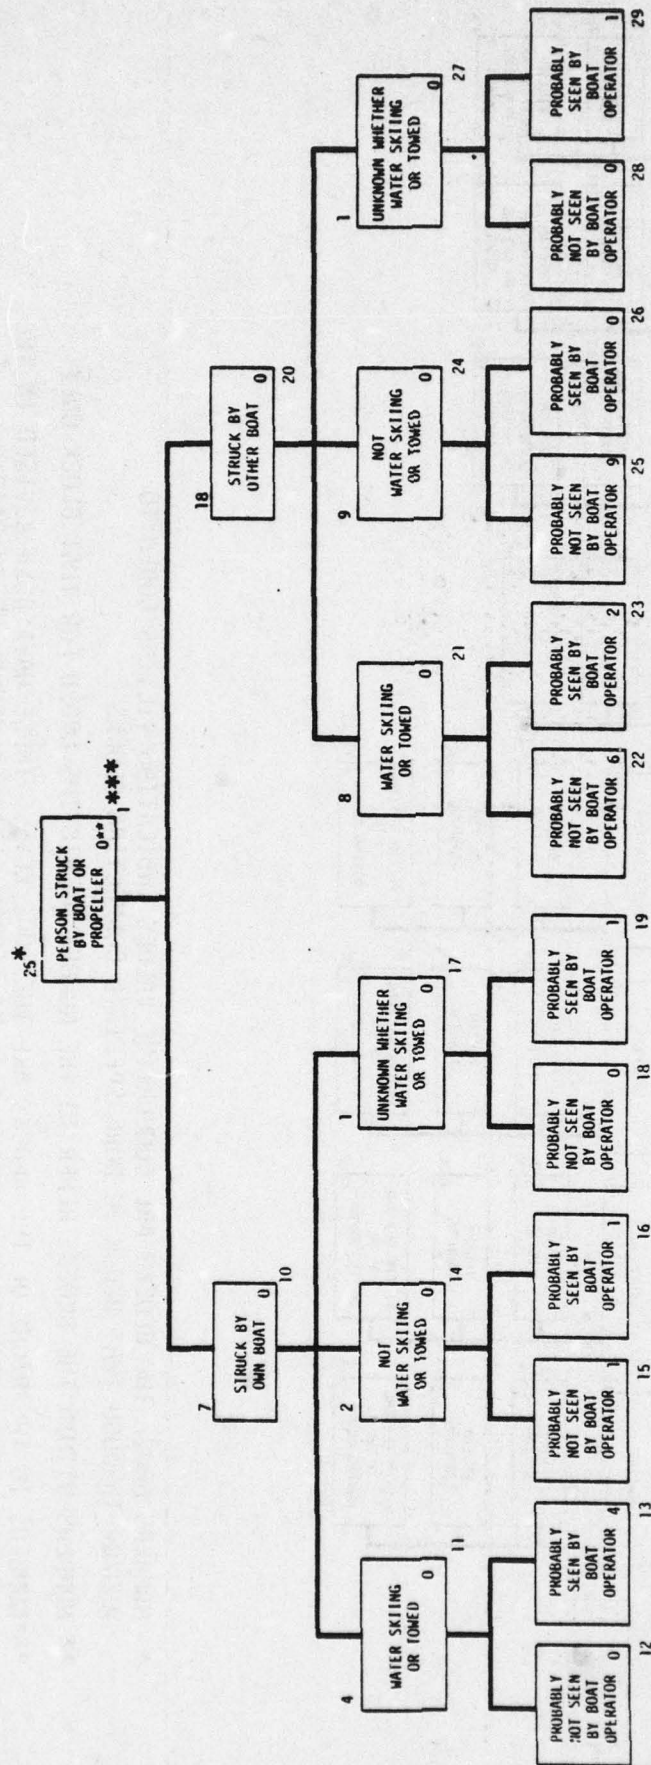 25*
PERSON STRUCK
BY BOAT OR
PROPELLER 0**
1***
7
STRUCK BY
OWN BOAT
0
10
18
STRUCK BY
OTHER BOAT
0
20
4
WATER SKIING
OR TOWED
0
11
2
NOT
WATER SKIING
OR TOWED
0
14
1
UNKNOWN WHETHER
WATER SKIING
OR TOWED
0
17
8
WATER SKIING
OR TOWED
0
21
9
NOT
WATER SKIING
OR TOWED
0
24
1
UNKNOWN WHETHER
WATER SKIING
OR TOWED
0
27
PROBABLY
NOT SEEN
BY BOAT
OPERATOR 0
12
PROBABLY
SEEN BY
BOAT
OPERATOR 4
13
PROBABLY
NOT SEEN
BY BOAT
OPERATOR 1
15
PROBABLY
SEEN BY
BOAT
OPERATOR 1
16
PROBABLY
NOT SEEN
BY BOAT
OPERATOR 0
18
PROBABLY
SEEN BY
BOAT
OPERATOR 1
19
PROBABLY
NOT SEEN
BY BOAT
OPERATOR 6
22
PROBABLY
SEEN BY
BOAT
OPERATOR 2
23
PROBABLY
NOT SEEN
BY BOAT
OPERATOR 9
25
PROBABLY
SEEN BY
BOAT
OPERATOR 0
26
PROBABLY
NOT SEEN
BY BOAT
OPERATOR 0
28
PROBABLY
SEEN BY
BOAT
OPERATOR 1
29